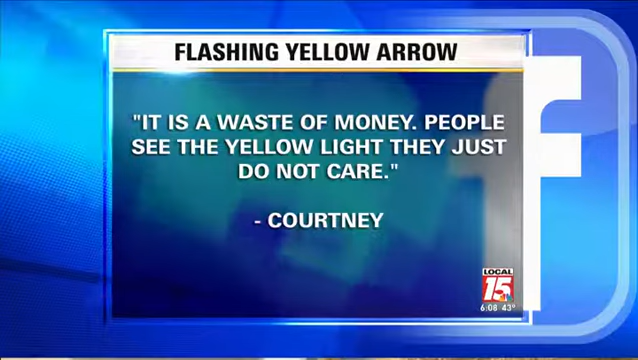 FLASHING YELLOW ARROW
"IT IS A WASTE OF MONEY. PEOPLE
SEE THE YELLOW LIGHT THEY JUST
DO NOT CARE."
- COURTNEY
LOCAL
15
6:08 43°